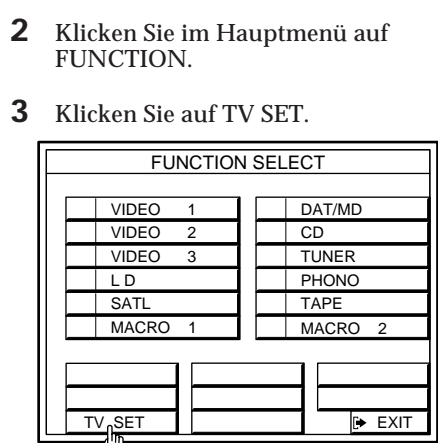 2 Klicken Sie im Hauptmenü auf
FUNCTION.
3 Klicken Sie auf TV SET.
FUNCTION SELECT
VIDEO 1 DAT/MD
VIDEO 2 CD
VIDEO 3 TUNER
L D PHONO
SATL TAPE
MACRO 1 MACRO 2
TV SET EXIT